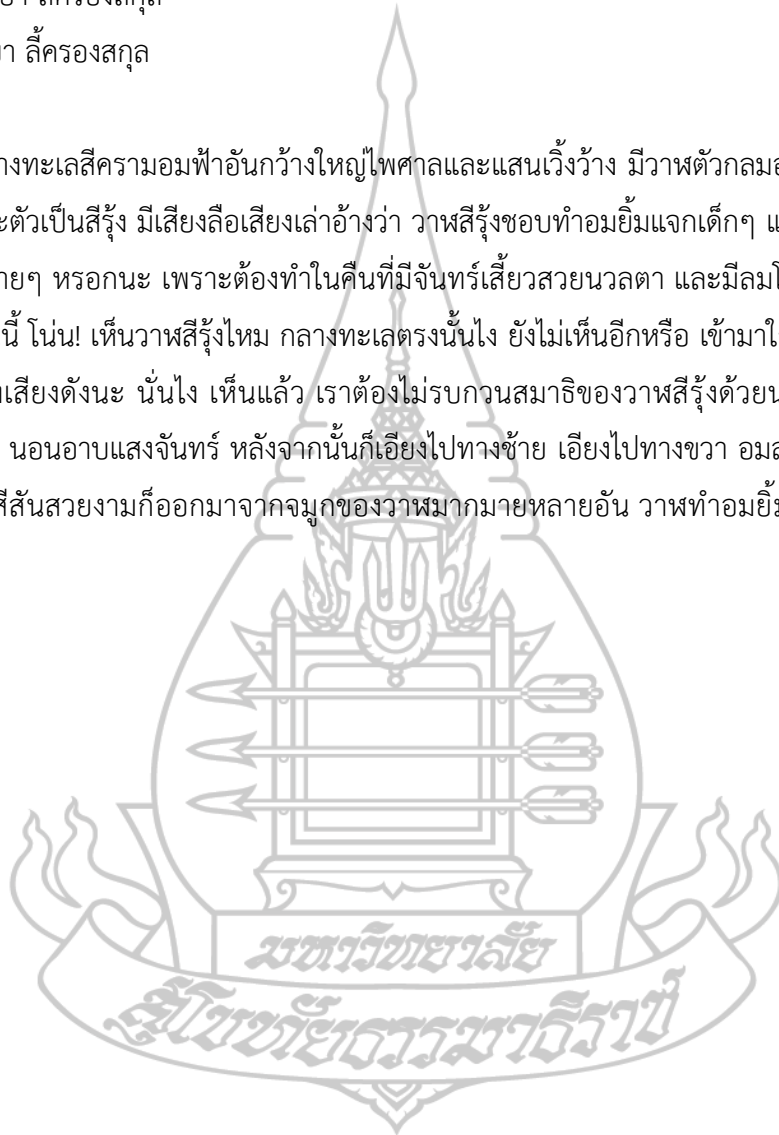 า ลี้ครองสกุล
างทะเลสีครามอมฟ้าอันกว้างใหญ่ไพศาลและแสนเวิ้งว้าง มีวาฬตัวกลม
ะตัวเป็นสีรุ้ง มีเสียงลือเสียงเล่าอ้างว่า วาฬสีรุ้งชอบทำอมยิ้มแจกเด็กๆ แ
ายๆ หรอกนะ เพราะต้องทำในคืนที่มีจันทร์เสี้ยวสวยนวลตา และมีลม
นี้ โน่น! เห็นวาฬสีรุ้งไหม กลางทะเลตรงนั้นไง ยังไม่เห็นอีกหรือ เข้ามาใ
เสียงดังนะ นั่นไง เห็นแล้ว เราต้องไม่รบกวนสมาธิของวาฬสีรุ้งด้วยน
นอนอาบแสงจันทร์ หลังจากนั้นก็เอียงไปทางซ้าย เอียงไปทางขวา อม
สีสันสวยงามก็ออกมาจากจมูกของวาฬมากมายหลายอัน วาฬทำอมยิ้ม
มหาวิทยาลัย
สุโขทัยธรรมาธิราช